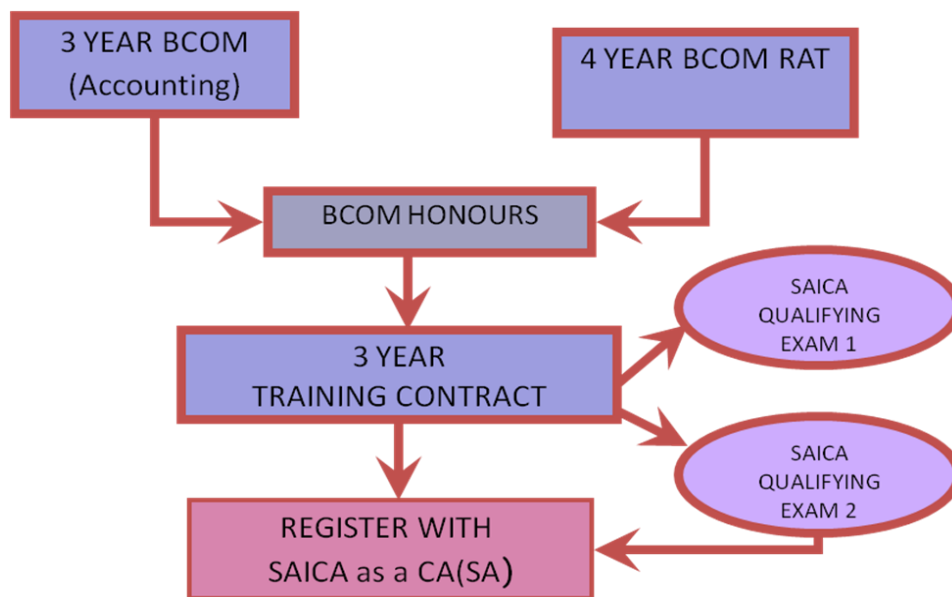 3 YEAR BCOM
(Accounting)
4 YEAR BCOM RAT
BCOM HONOURS
SAICA
QUALIFYING
EXAM 1
3 YEAR
TRAINING CONTRACT
SAICA
QUALIFYING
EXAM 2
REGISTER WITH
SAICA as a CA(SA)